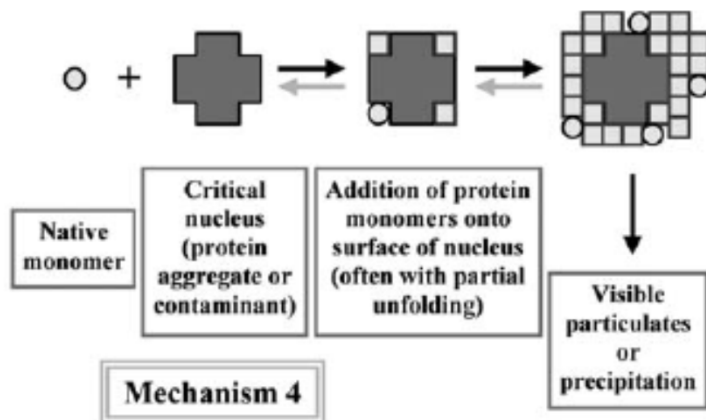 +
Native
monomer
Critical
nucleus
(protein
aggregate or
contaminant)
Addition of protein
monomers onto
surface of nucleus
(often with partial
unfolding)
Visible
particulates
or
precipitation
Mechanism 4